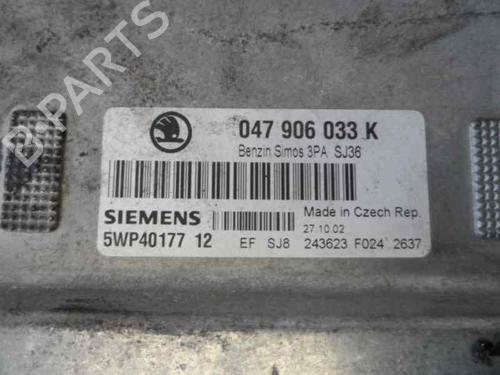 047 906 033 K
Benzin Simos 3PA SJ36
SIEMENS
Made in Czech Rep.
27.10.02
5WP40177 12 EF SJ8 243623 F024 2637